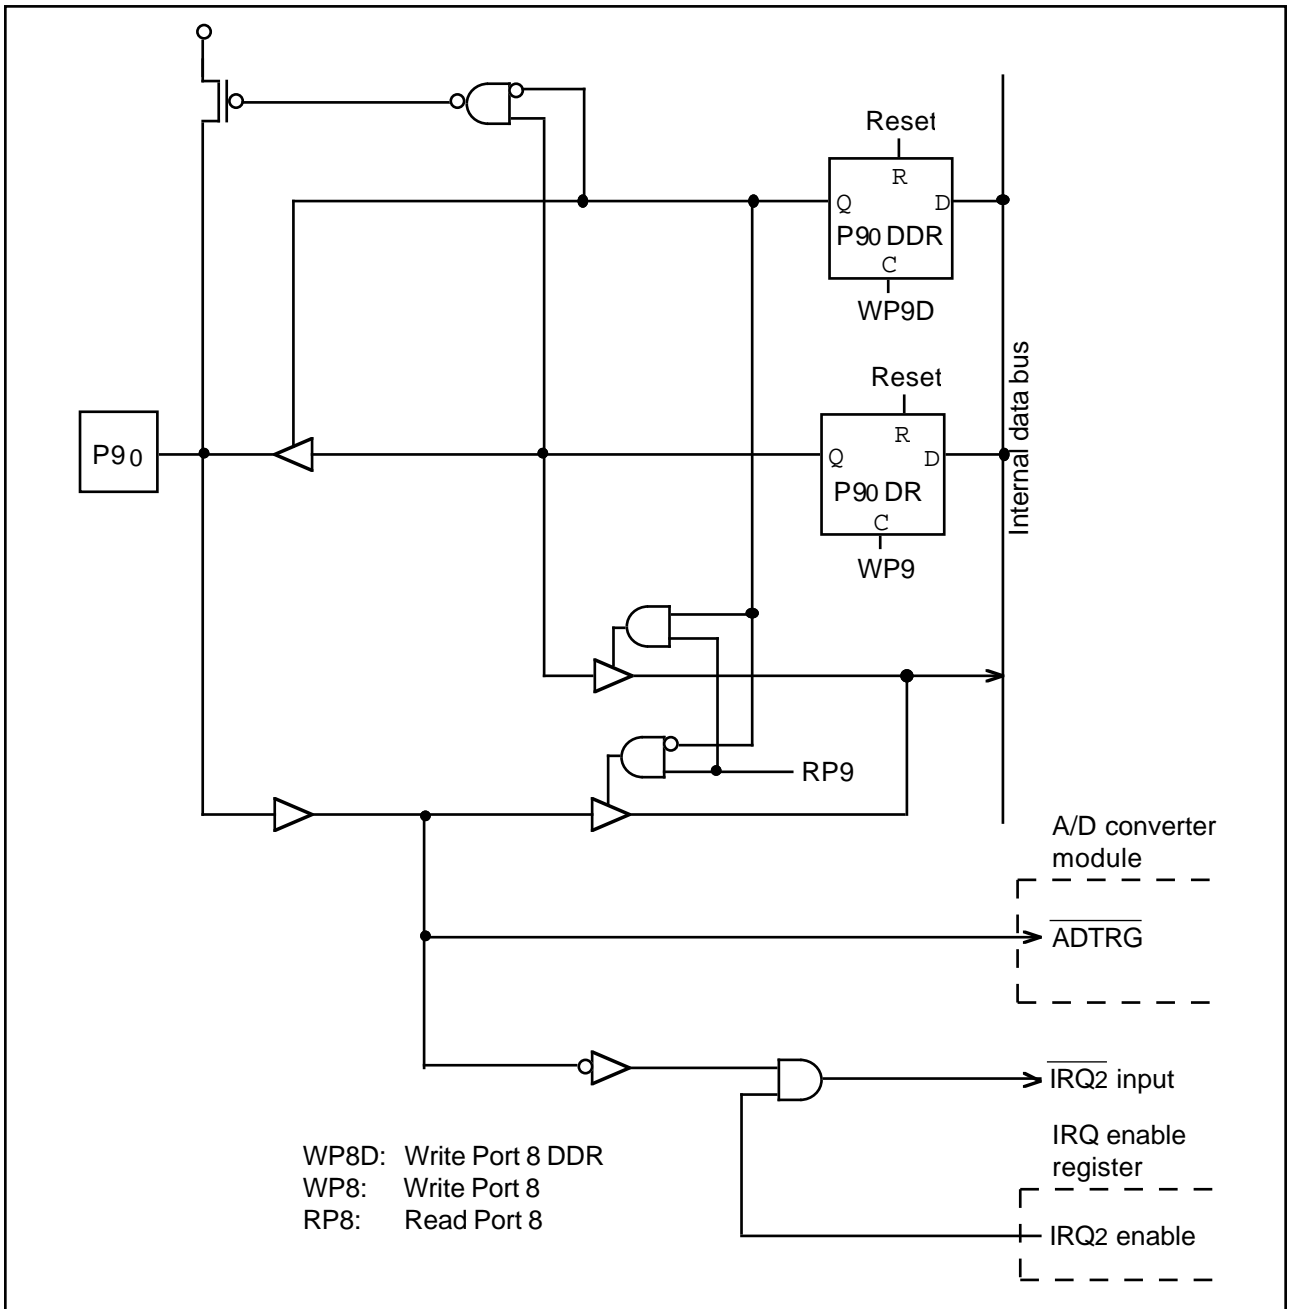 Reset
R
Q
D
P90 DDR
C
WP9D
Reset
R
Q
D
P90 DR
C
WP9
Internal data bus
P90
RP9
A/D converter
module
ADTRG
IRQ2 input
IRQ enable
register
IRQ2 enable
WP8D: Write Port 8 DDR
WP8: Write Port 8
RP8: Read Port 8